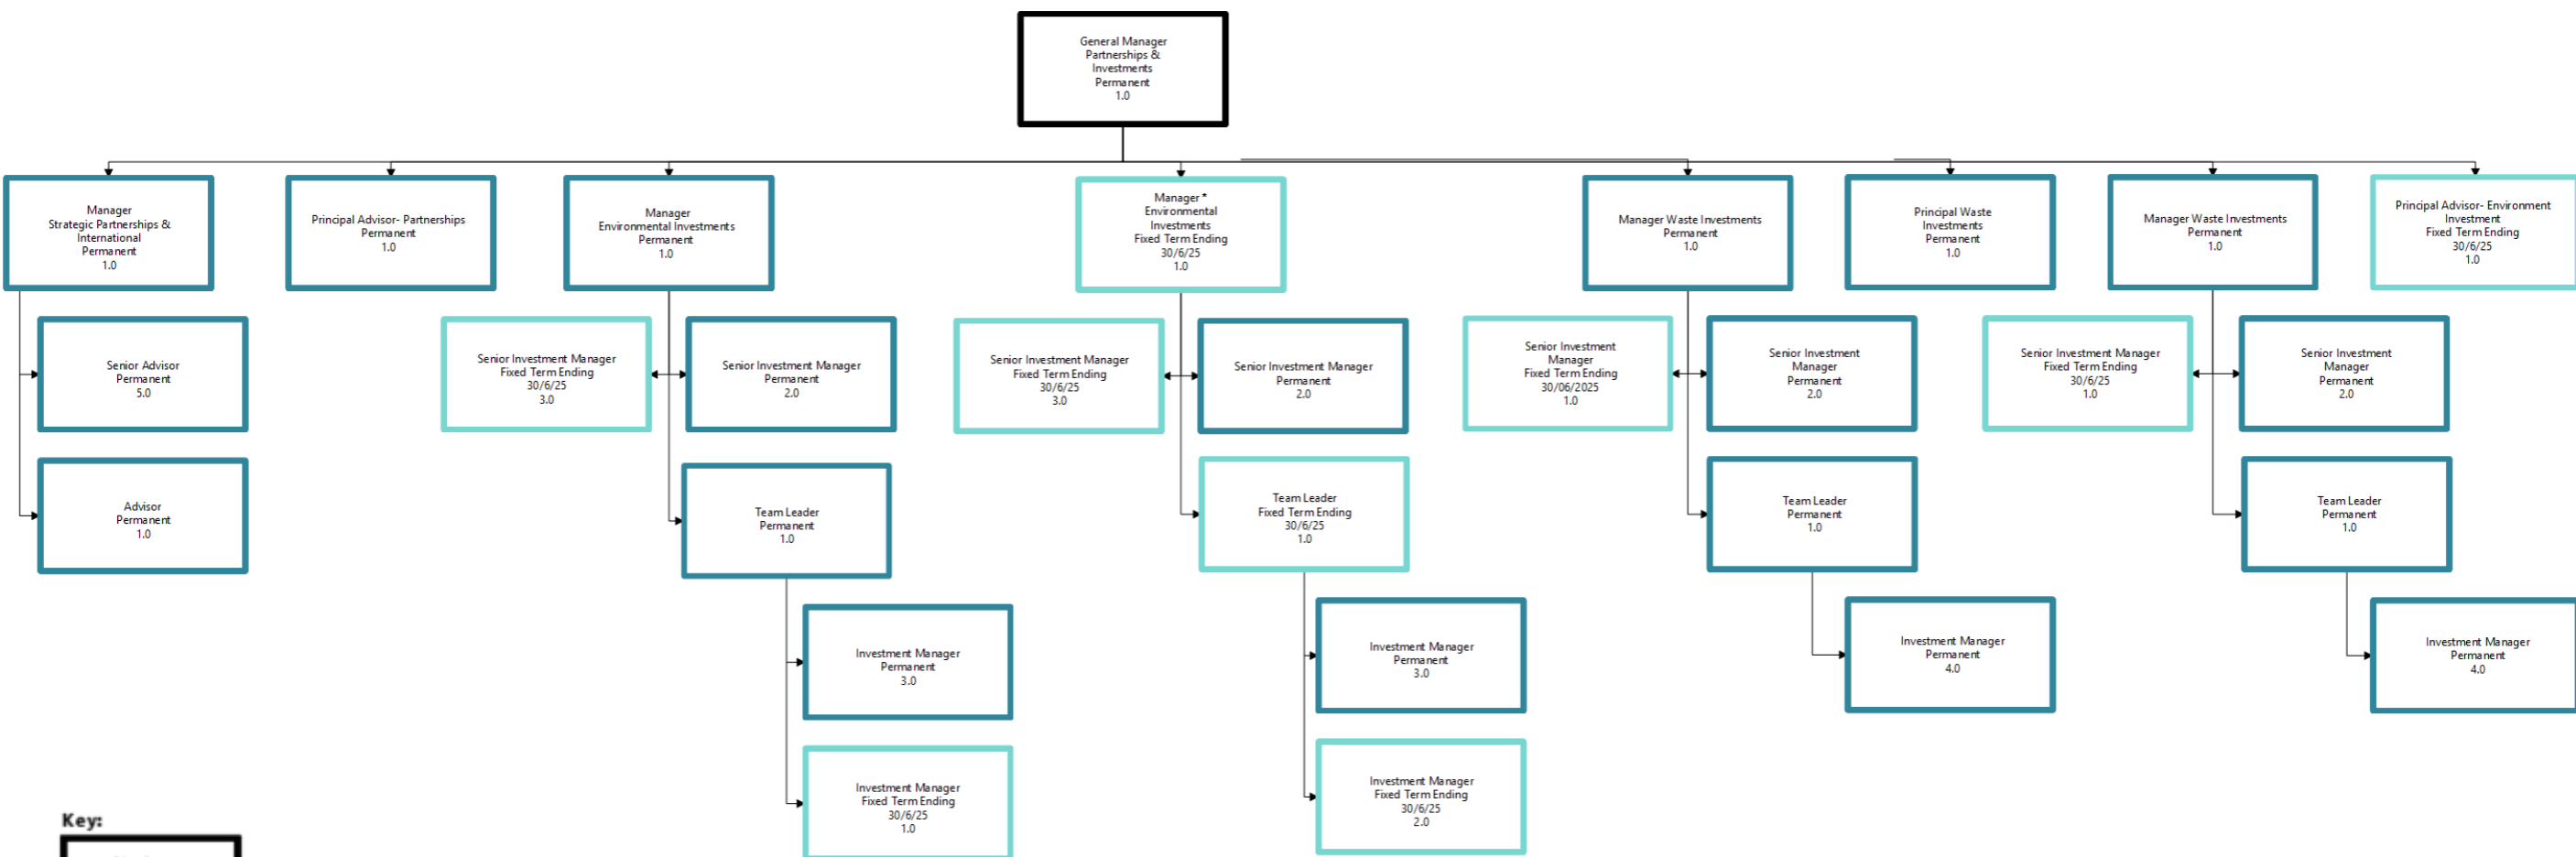 General Manager
Partnerships &
Investments
Permanent
1.0
Manager
Strategic Partnerships &
International
Permanent
1.0
Principal Advisor- Partnerships
Permanent
1.0
Manager
Environmental Investments
Permanent
1.0
Manager *
Environmental
Investments
Fixed Term Ending
30/6/25
1.0
Manager Waste Investments
Permanent
1.0
Principal Waste
Investments
Permanent
1.0
Manager Waste Investments
Permanent
1.0
Principal Advisor- Environment
Investment
Fixed Term Ending
30/6/25
1.0
Senior Advisor
Permanent
5.0
Senior Investment Manager
Fixed Term Ending
30/6/25
3.0
Senior Investment Manager
Permanent
2.0
Senior Investment Manager
Fixed Term Ending
30/6/25
3.0
Senior Investment Manager
Permanent
2.0
Senior Investment
Manager
Fixed Term Ending
30/06/2025
1.0
Senior Investment
Manager
Permanent
2.0
Senior Investment Manager
Fixed Term Ending
30/6/25
1.0
Senior Investment
Manager
Permanent
2.0
Advisor
Permanent
1.0
Team Leader
Permanent
1.0
Team Leader
Fixed Term Ending
30/6/25
1.0
Team Leader
Permanent
1.0
Team Leader
Permanent
1.0
Investment Manager
Permanent
3.0
Investment Manager
Permanent
3.0
Investment Manager
Permanent
4.0
Investment Manager
Permanent
4.0
Investment Manager
Fixed Term Ending
30/6/25
1.0
Investment Manager
Fixed Term Ending
30/6/25
2.0
Key: